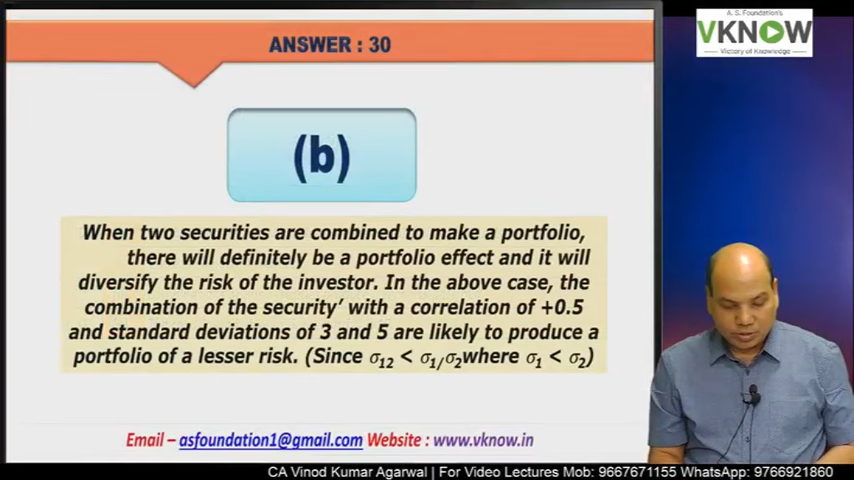 ANSWER : 30
A. S. Foundation's
VKNOW
Victory of Knowledge
(b)
When two securities are combined to make a portfolio,
there will definitely be a portfolio effect and it will
diversify the risk of the investor. In the above case, the
combination of the security’ with a correlation of +0.5
and standard deviations of 3 and 5 are likely to produce a
portfolio of a lesser risk. (Since σ12 < σ1/σ2where σ1 < σ2)
Email – asfoundation1@gmail.com Website : www.vknow.in
CA Vinod Kumar Agarwal | For Video Lectures Mob: 9667671155 WhatsApp: 9766921860